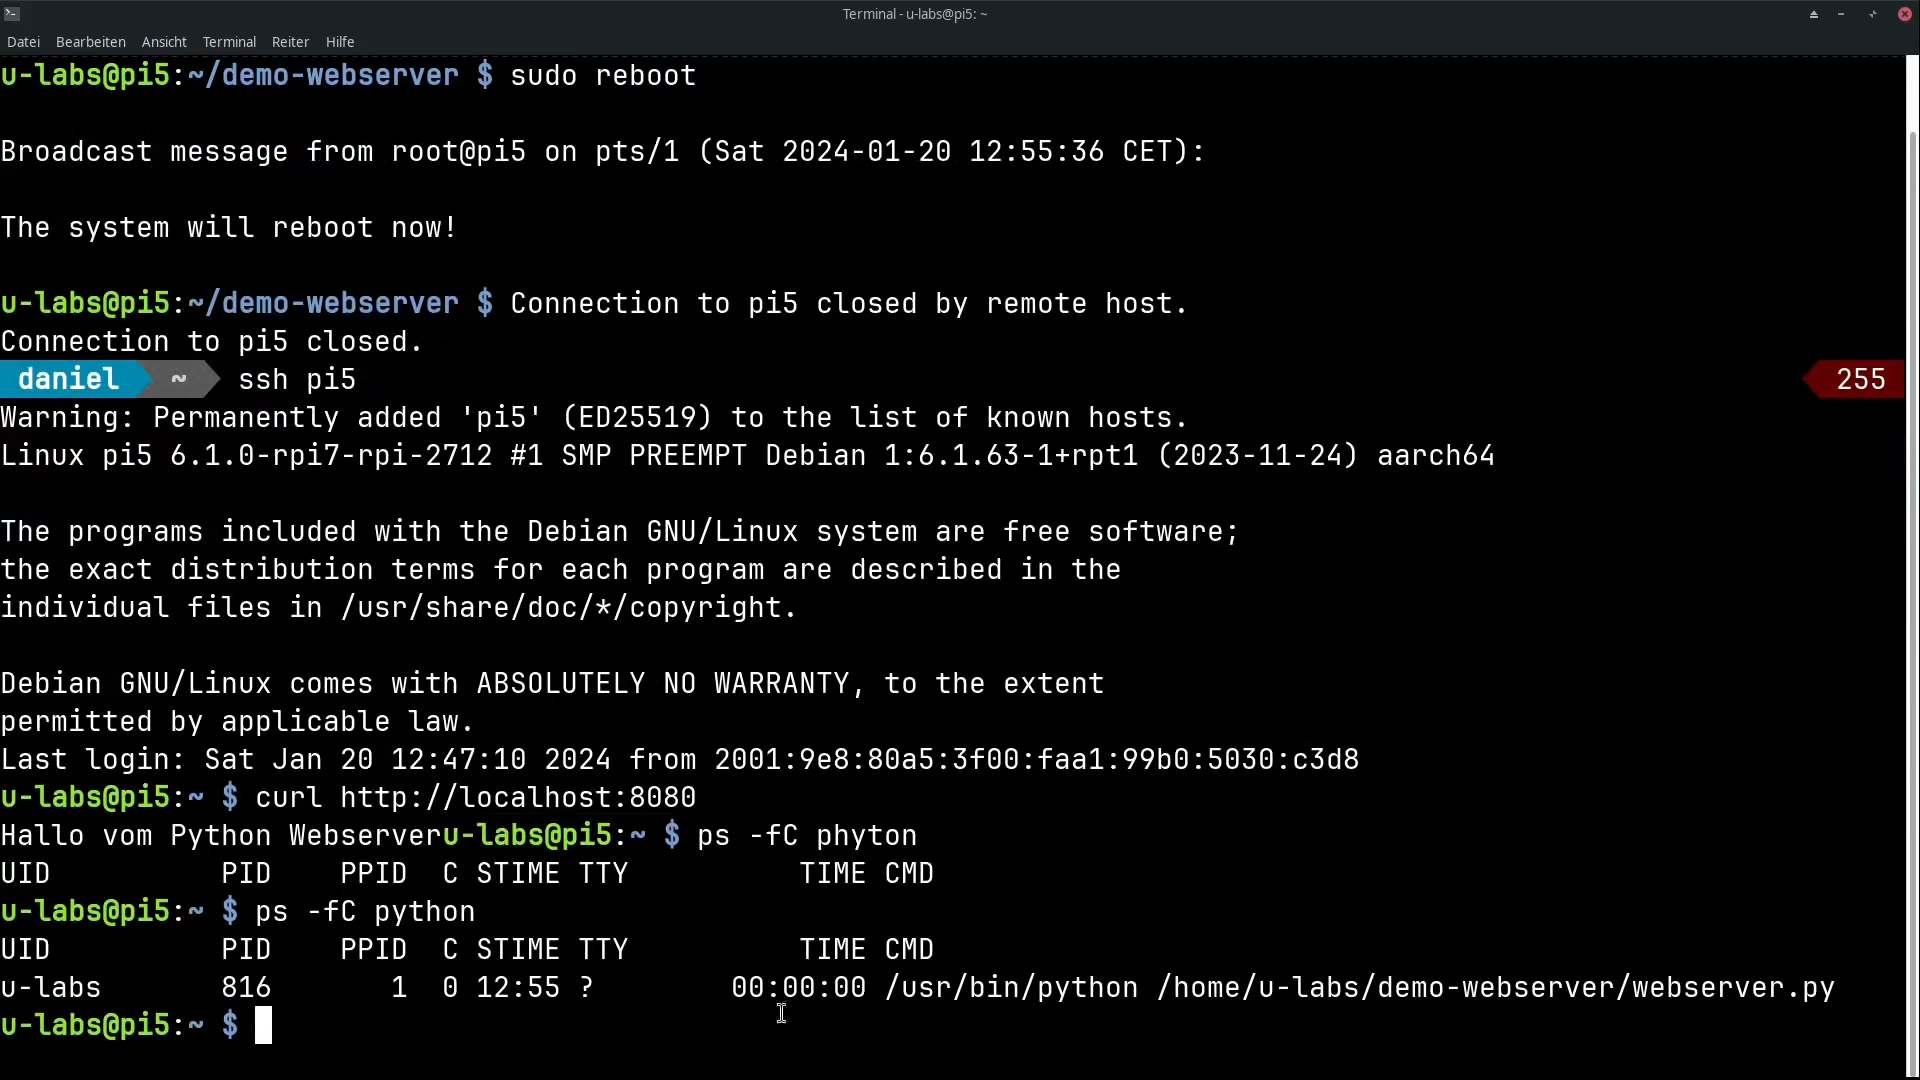 Terminal - u-labs@pi5: ~
Datei Bearbeiten Ansicht Terminal Reiter Hilfe
u-labs@pi5:~/demo-webserver $ sudo reboot
Broadcast message from root@pi5 on pts/1 (Sat 2024-01-20 12:55:36 CET):
The system will reboot now!
u-labs@pi5:~/demo-webserver $ Connection to pi5 closed by remote host.
Connection to pi5 closed.
daniel ~ ssh pi5 255
Warning: Permanently added 'pi5' (ED25519) to the list of known hosts.
Linux pi5 6.1.0-rpi7-rpi-2712 #1 SMP PREEMPT Debian 1:6.1.63-1+rpt1 (2023-11-24) aarch64
The programs included with the Debian GNU/Linux system are free software;
the exact distribution terms for each program are described in the
individual files in /usr/share/doc/*/copyright.
Debian GNU/Linux comes with ABSOLUTELY NO WARRANTY, to the extent
permitted by applicable law.
Last login: Sat Jan 20 12:47:10 2024 from 2001:9e8:80a5:3f00:faa1:99b0:5030:c3d8
u-labs@pi5:~ $ curl http://localhost:8080
Hallo vom Python Webserveru-labs@pi5:~ $ ps -fC phyton
UID PID PPID C STIME TTY TIME CMD
u-labs@pi5:~ $ ps -fC python
UID PID PPID C STIME TTY TIME CMD
u-labs 816 1 0 12:55 ? 00:00:00 /usr/bin/python /home/u-labs/demo-webserver/webserver.py
u-labs@pi5:~ $